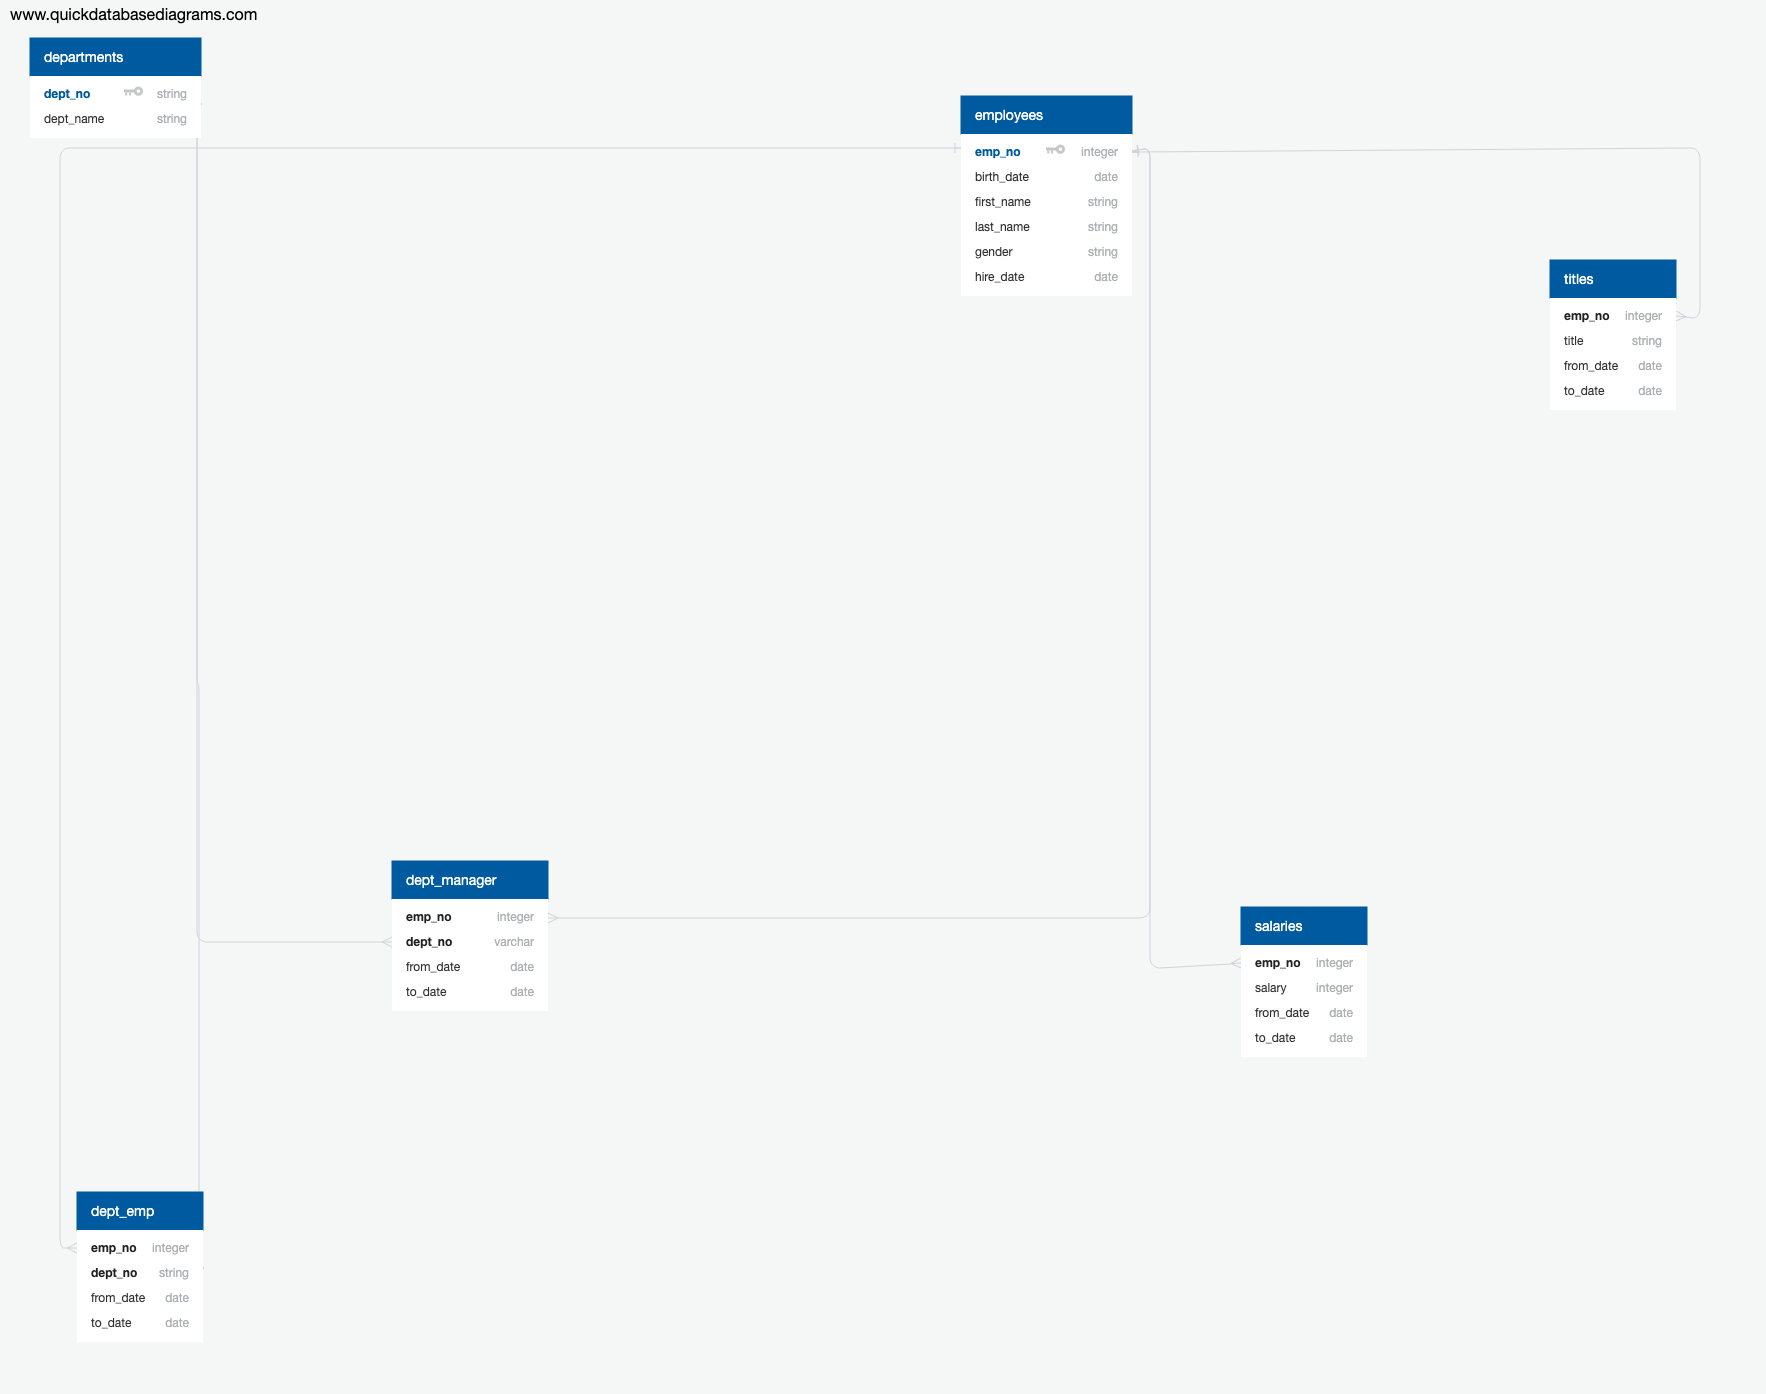 www.quickdatabasediagrams.com
departments
dept_no string
dept_name string
employees
emp_no integer
birth_date date
first_name string
last_name string
gender string
hire_date date
titles
emp_no integer
title string
from_date date
to_date date
dept_manager
emp_no integer
dept_no varchar
from_date date
to_date date
salaries
emp_no integer
salary integer
from_date date
to_date date
dept_emp
emp_no integer
dept_no string
from_date date
to_date date